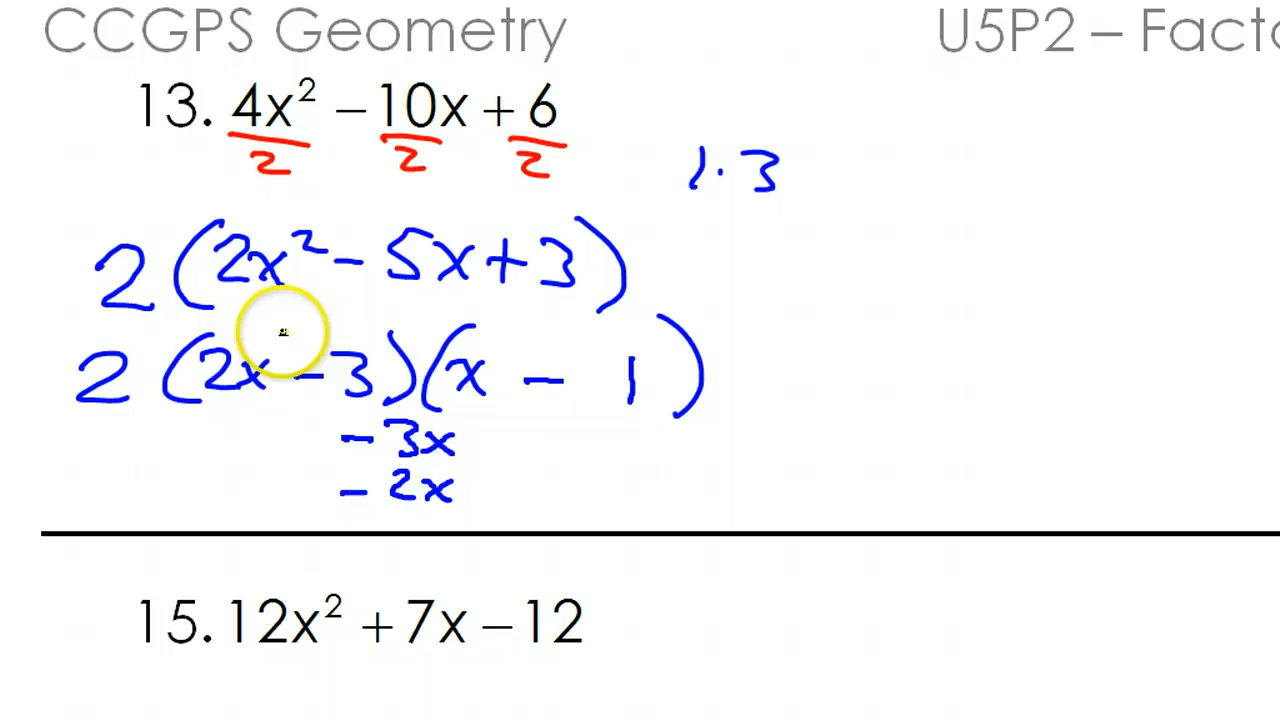 CCGPS Geometry U5P2 – Facto
13. 4x² – 10x + 6
2 2 2
1 · 3
2 (2x² - 5x + 3)
2 (2x - 3)(x - 1)
- 3x
- 2x
15. 12x² + 7x – 12